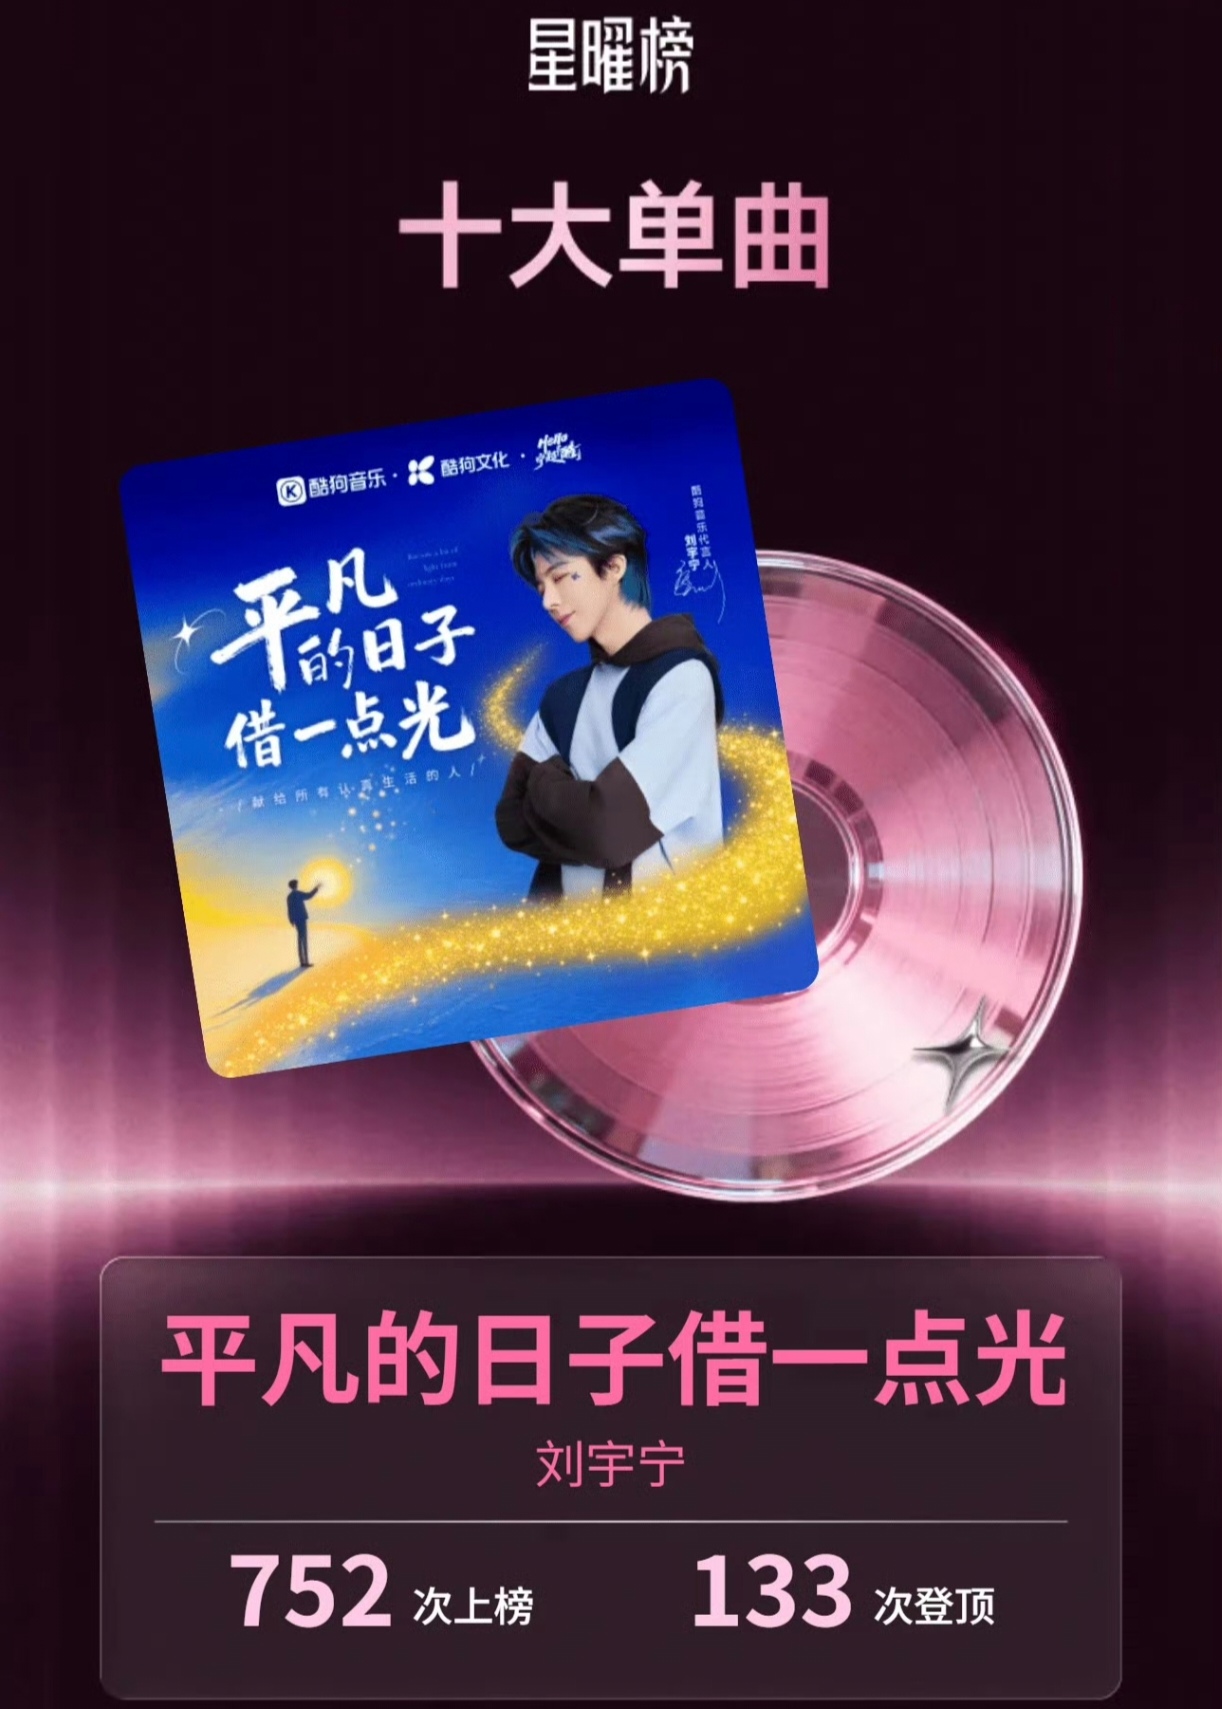 星曜榜
十大单曲
酷狗音乐·酷狗文化·
平凡
的日子
借一点光
献给所有认真生活的人
酷狗音乐代言人
刘宇宁
平凡的日子借一点光
刘宇宁
752 次上榜 133 次登顶